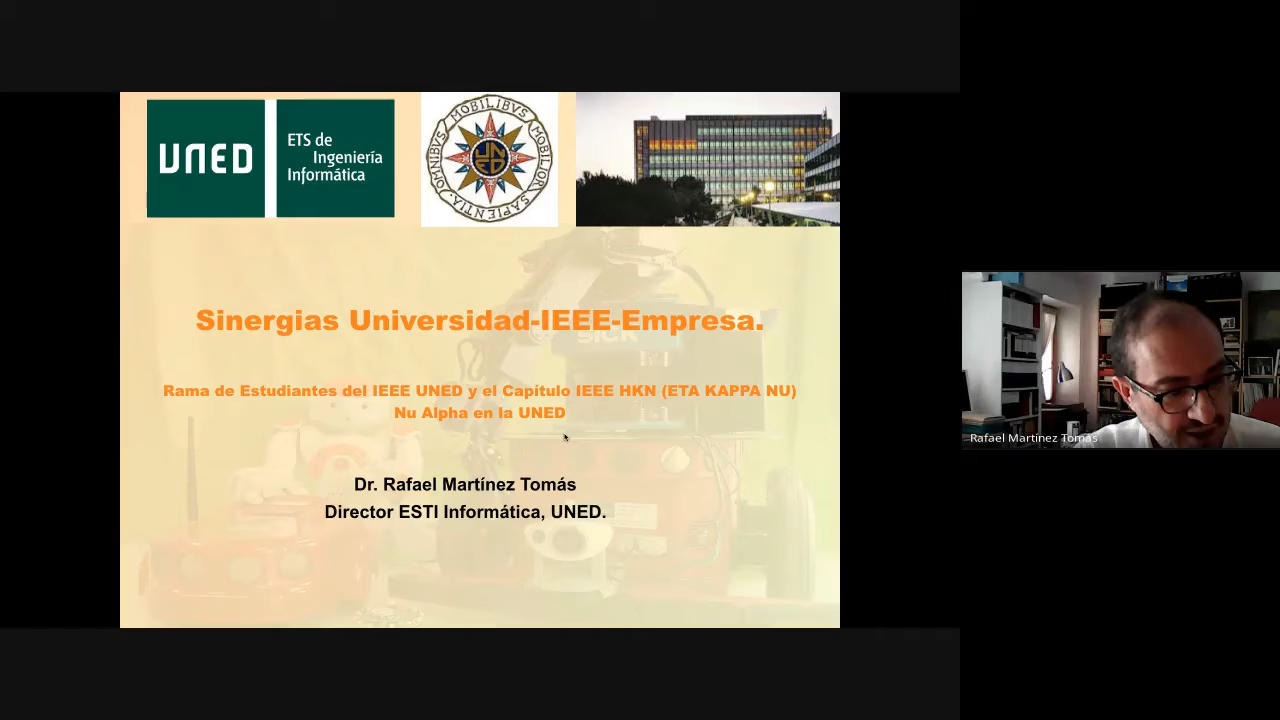 UNED
ETS de
Ingeniería
Informática
OMNIBVS MOBILIBVS MOBILIOR SAPIENTIA
UNED
SICK
Sinergias Universidad-IEEE-Empresa.
Rama de Estudiantes del IEEE UNED y el Capítulo IEEE HKN (ETA KAPPA NU)
Nu Alpha en la UNED
Dr. Rafael Martínez Tomás
Director ESTI Informática, UNED.
Rafael Martínez Tomás